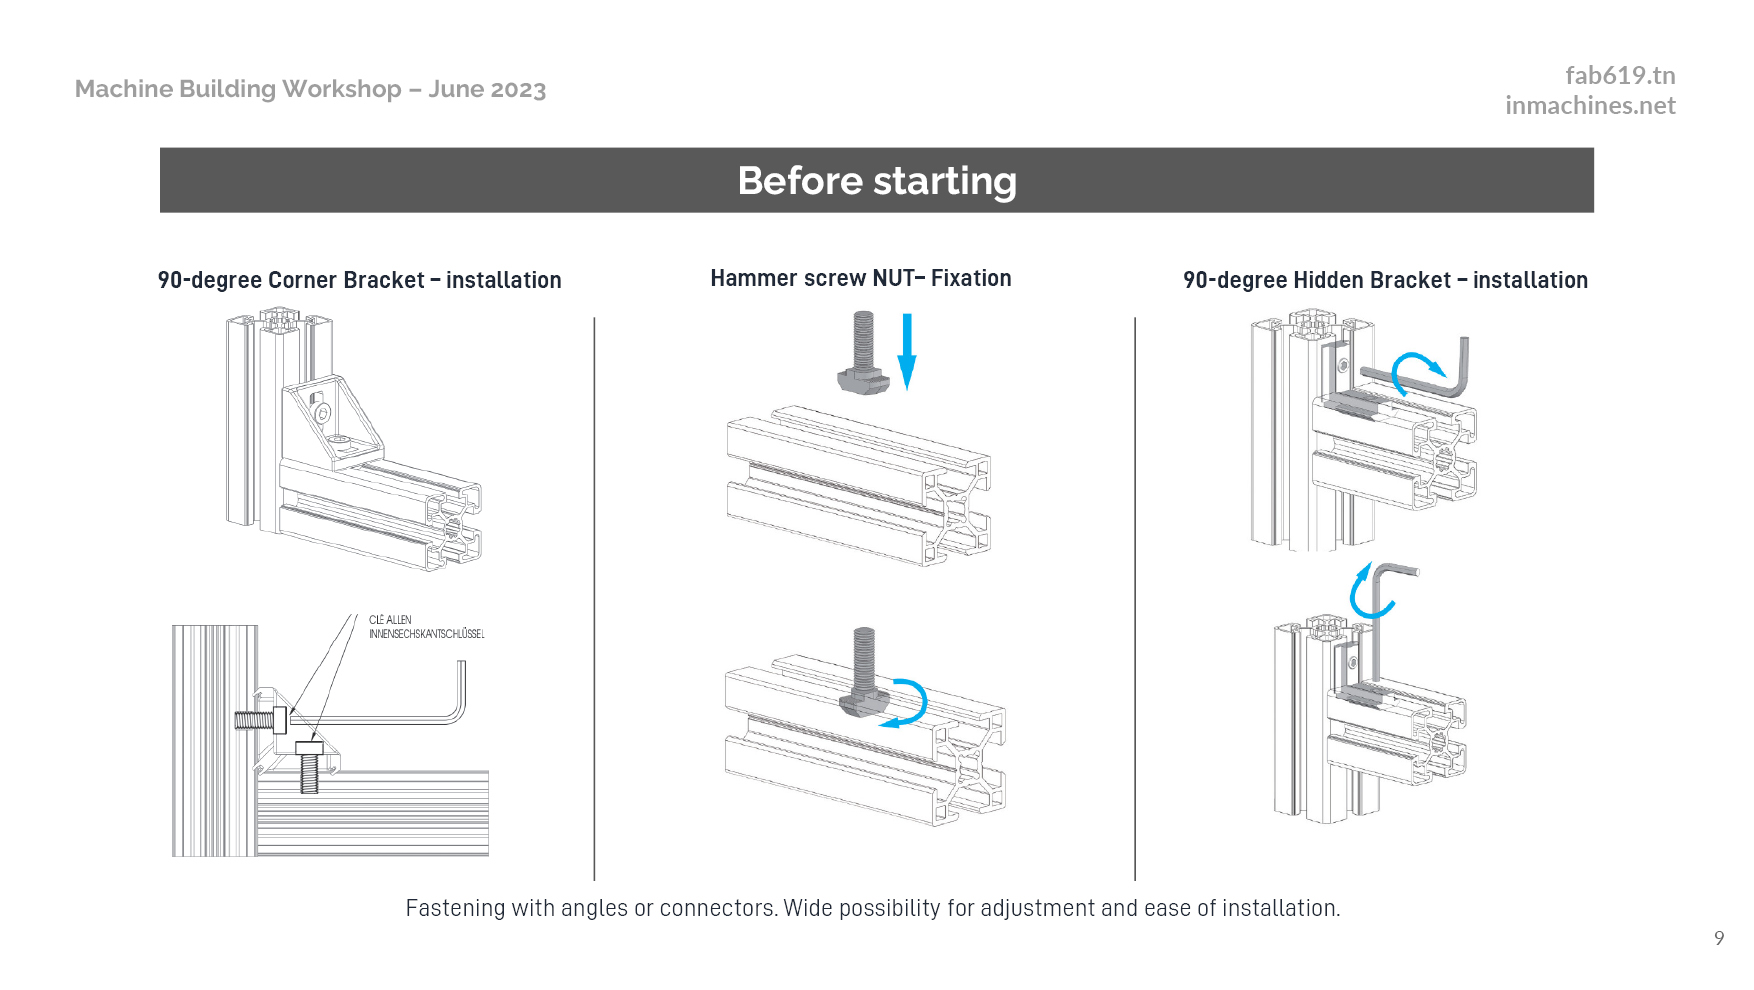 Machine Building Workshop – June 2023
fab619.tn
inmachines.net
Before starting
90-degree Corner Bracket – installation
Hammer screw NUT– Fixation
90-degree Hidden Bracket – installation
CLÉ ALLEN
INNENSECHSKANTSCHLÜSSEL
Fastening with angles or connectors. Wide possibility for adjustment and ease of installation.
9